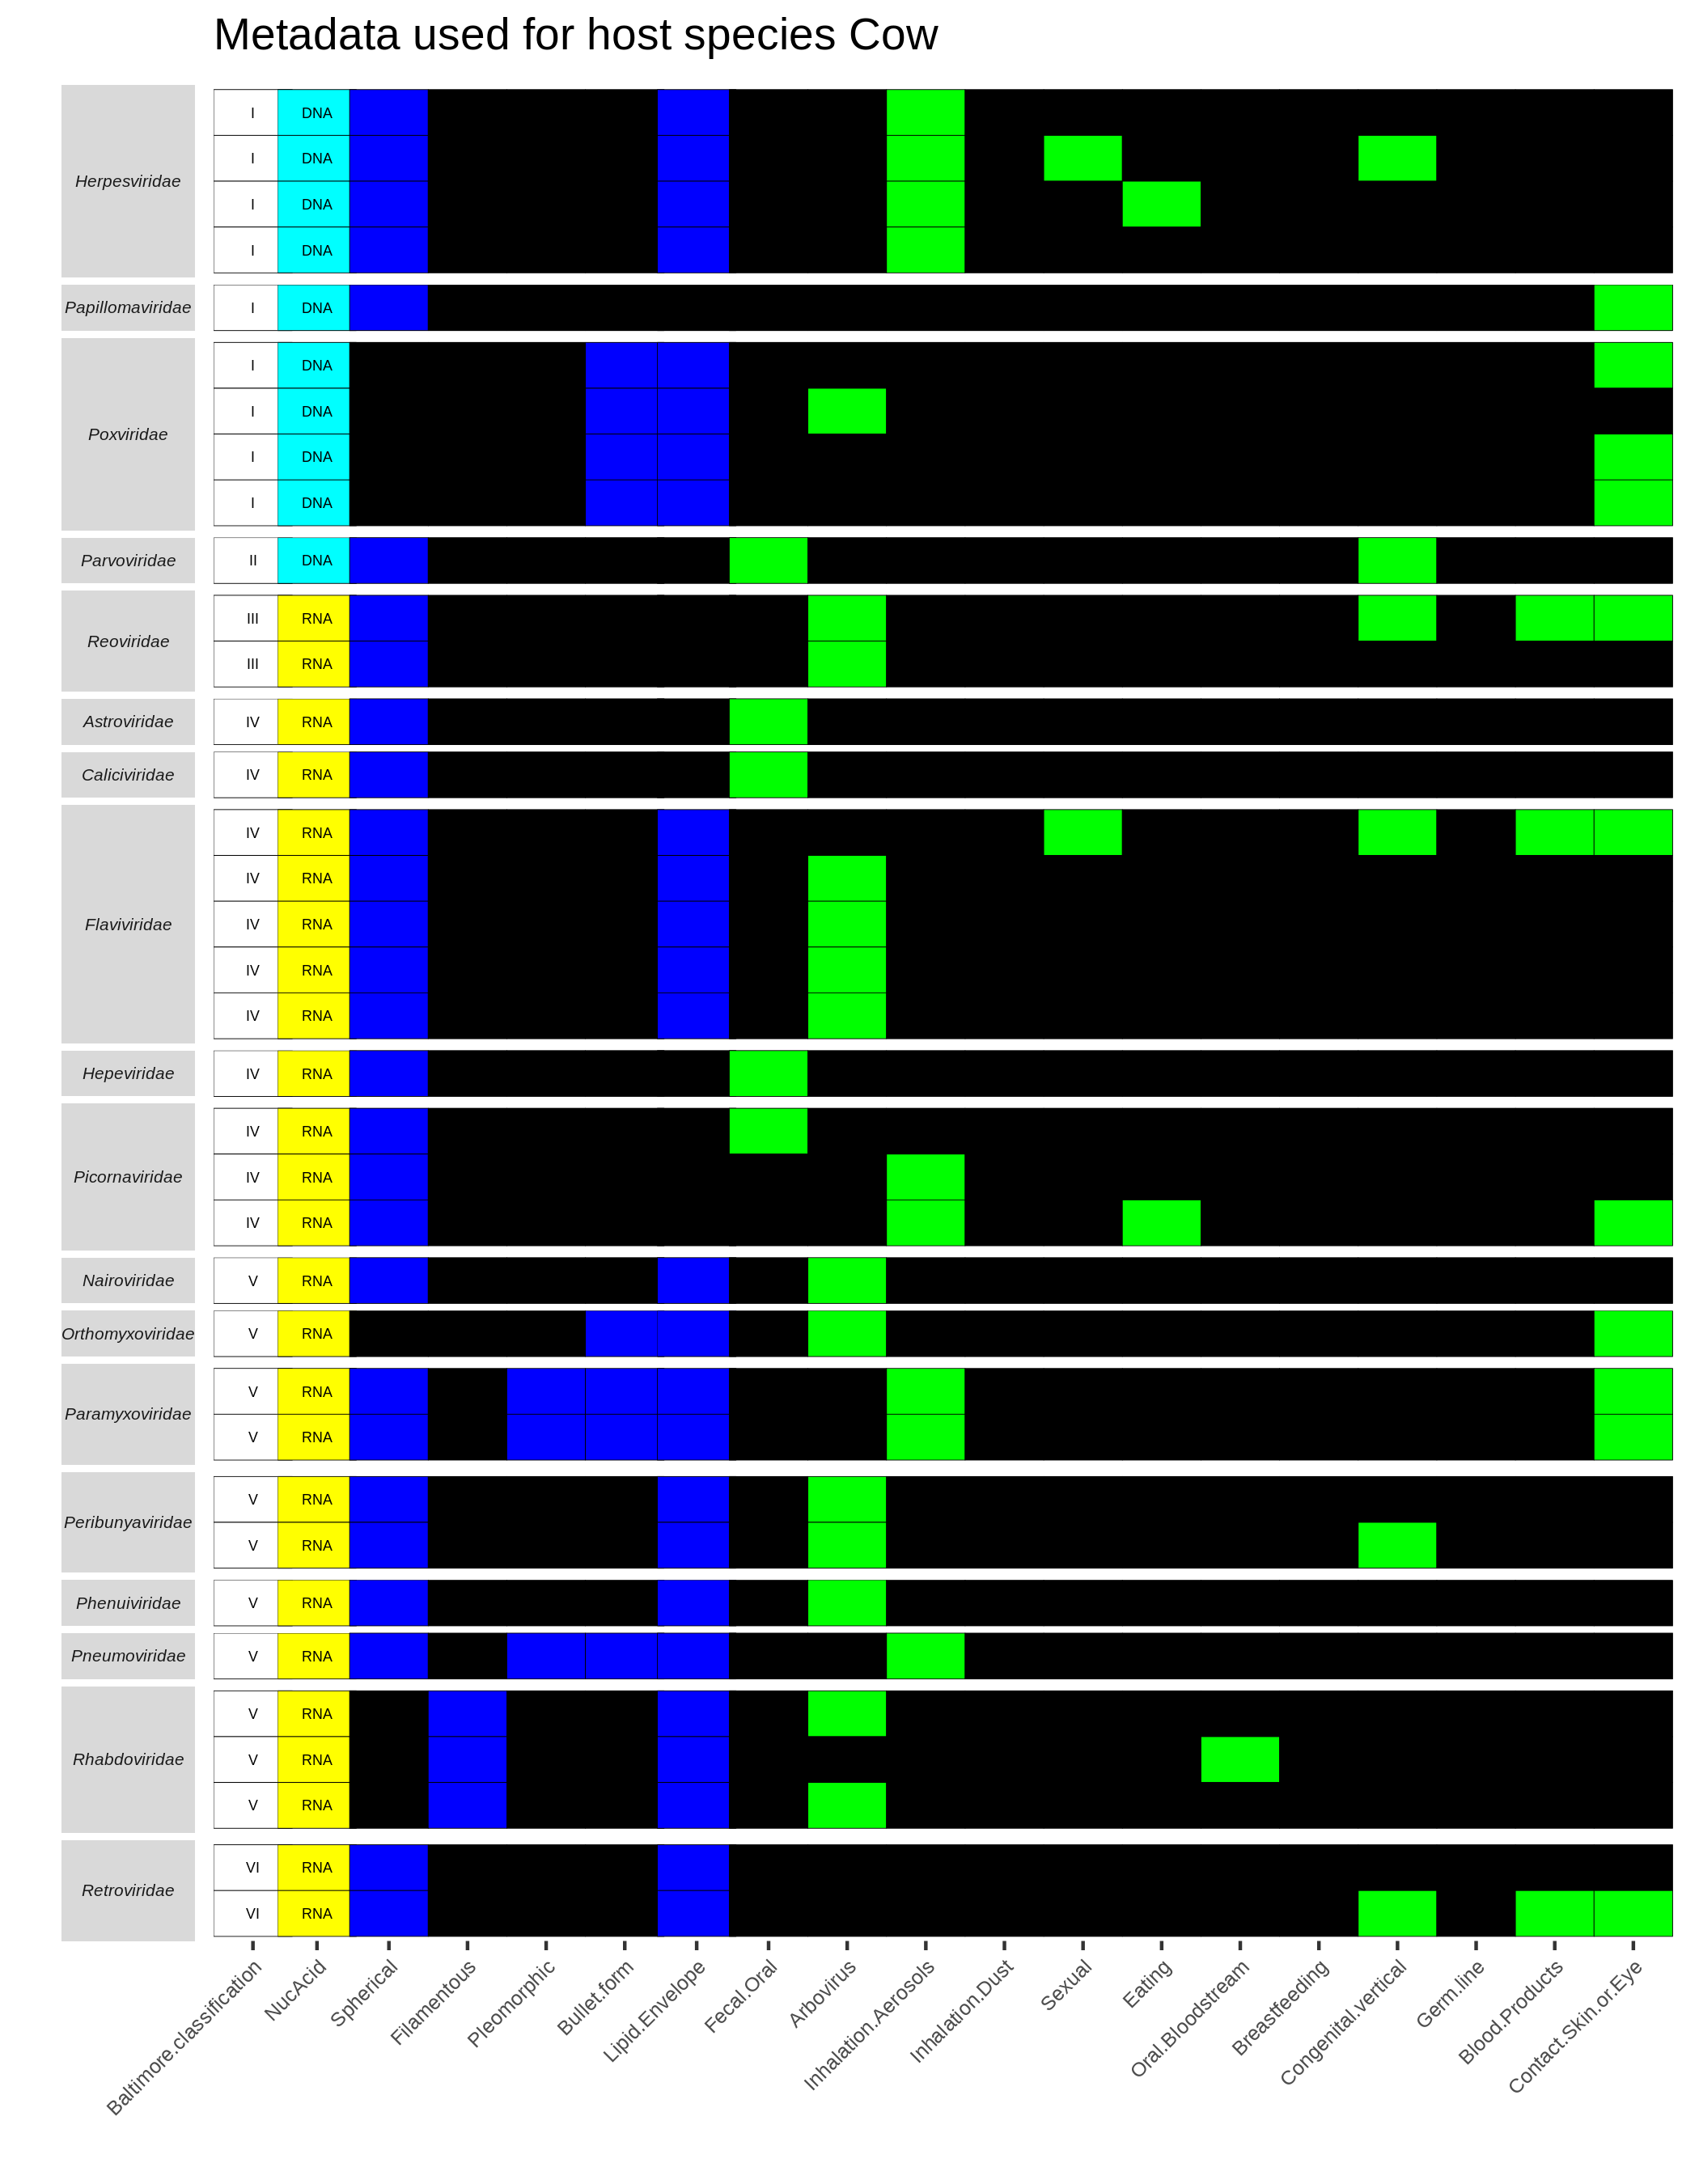 Metadata used for host species Cow
Herpesviridae
I DNA
I DNA
I DNA
I DNA
Papillomaviridae
I DNA
Poxviridae
I DNA
I DNA
I DNA
I DNA
Parvoviridae
II DNA
Reoviridae
III RNA
III RNA
Astroviridae
IV RNA
Caliciviridae
IV RNA
Flaviviridae
IV RNA
IV RNA
IV RNA
IV RNA
IV RNA
Hepeviridae
IV RNA
Picornaviridae
IV RNA
IV RNA
IV RNA
Nairoviridae
V RNA
Orthomyxoviridae
V RNA
Paramyxoviridae
V RNA
V RNA
Peribunyaviridae
V RNA
V RNA
Phenuiviridae
V RNA
Pneumoviridae
V RNA
Rhabdoviridae
V RNA
V RNA
V RNA
Retroviridae
VI RNA
VI RNA
Baltimore.classification
NucAcid
Spherical
Filamentous
Pleomorphic
Bullet.form
Lipid.Envelope
Fecal.Oral
Arbovirus
Inhalation.Aerosols
Inhalation.Dust
Sexual
Eating
Oral.Bloodstream
Breastfeeding
Congenital.vertical
Germ.line
Blood.Products
Contact.Skin.or.Eye